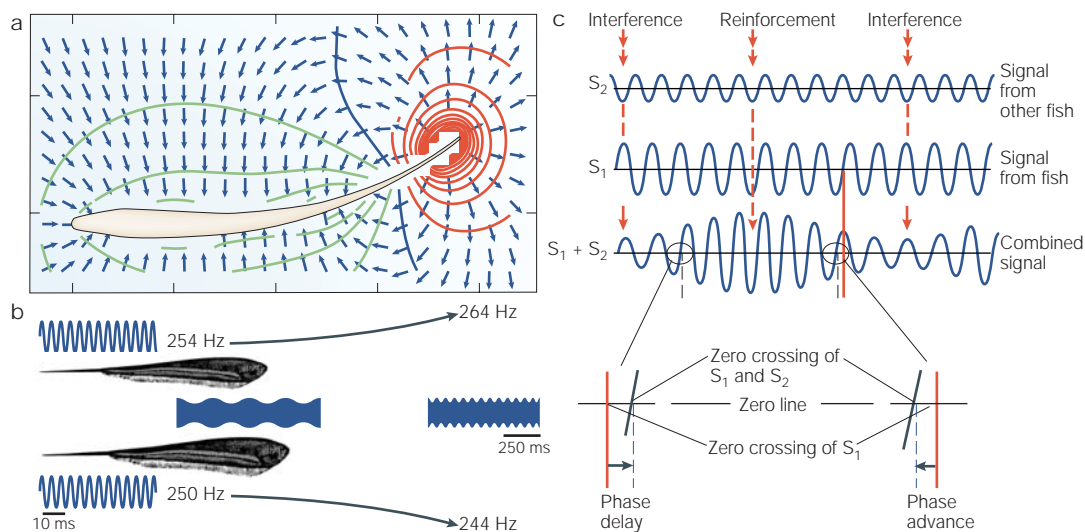 a
b
254 Hz
264 Hz
250 ms
250 Hz
244 Hz
10 ms
c
Interference
Reinforcement
Interference
S2
Signal
from
other fish
S1
Signal
from fish
S1 + S2
Combined
signal
Zero crossing of
S1 and S2
Zero line
Zero crossing of S1
Phase
delay
Phase
advance